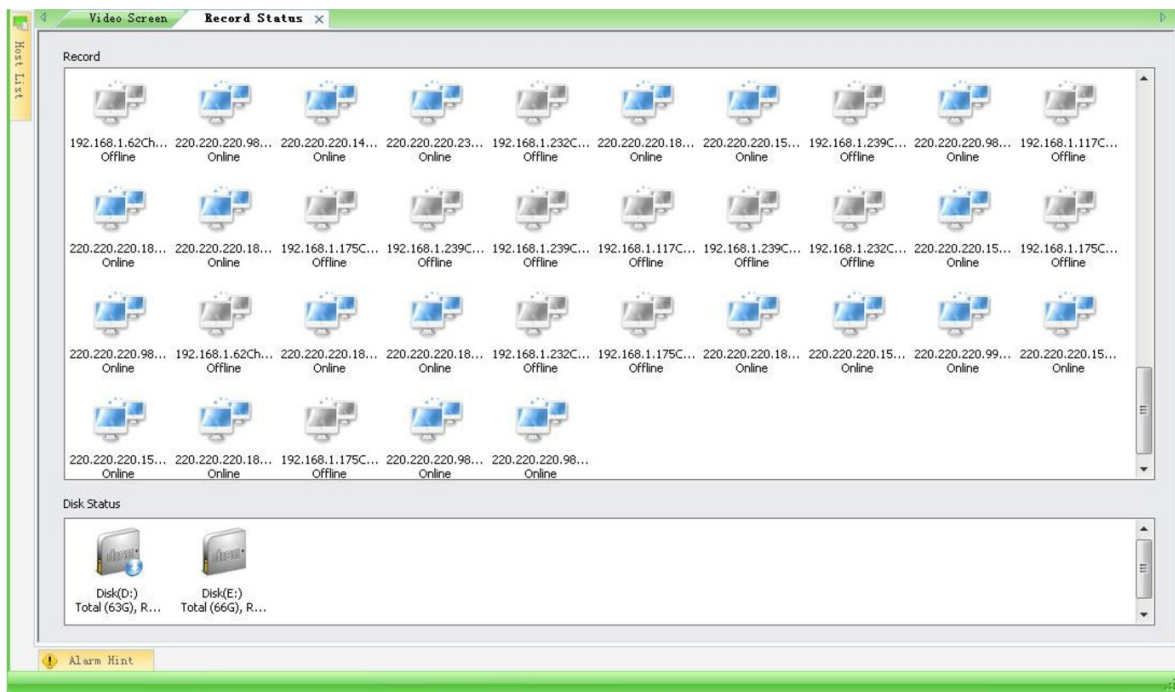 Video Screen Record Status
Host List
Record
192.168.1.62Ch... 220.220.220.98... 220.220.220.14... 220.220.220.23... 192.168.1.232C... 220.220.220.18... 220.220.220.15... 192.168.1.239C... 220.220.220.98... 192.168.1.117C...
Offline Online Online Online Offline Online Online Offline Online Offline
220.220.220.18... 220.220.220.18... 192.168.1.175C... 192.168.1.239C... 192.168.1.239C... 192.168.1.117C... 192.168.1.239C... 192.168.1.232C... 220.220.220.15... 192.168.1.175C...
Online Online Offline Offline Offline Offline Offline Offline Online Offline
220.220.220.98... 192.168.1.62Ch... 220.220.220.18... 220.220.220.18... 192.168.1.232C... 192.168.1.175C... 220.220.220.18... 220.220.220.15... 220.220.220.99... 220.220.220.15...
Online Offline Online Online Offline Offline Online Online Online Online
220.220.220.15... 220.220.220.18... 192.168.1.175C... 220.220.220.98... 220.220.220.98...
Online Online Offline Online Online
Disk Status
Disk(D:) Disk(E:)
Total (63G), R... Total (66G), R...
Alarm Hint